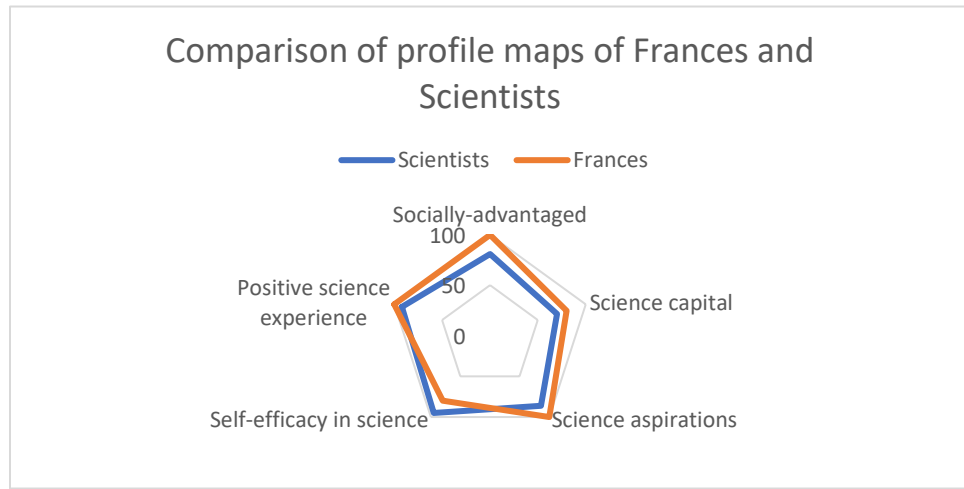 Comparison of profile maps of Frances and
Scientists
Scientists
Frances
Socially-advantaged
100
50
0
Science capital
Science aspirations
Self-efficacy in science
Positive science
experience